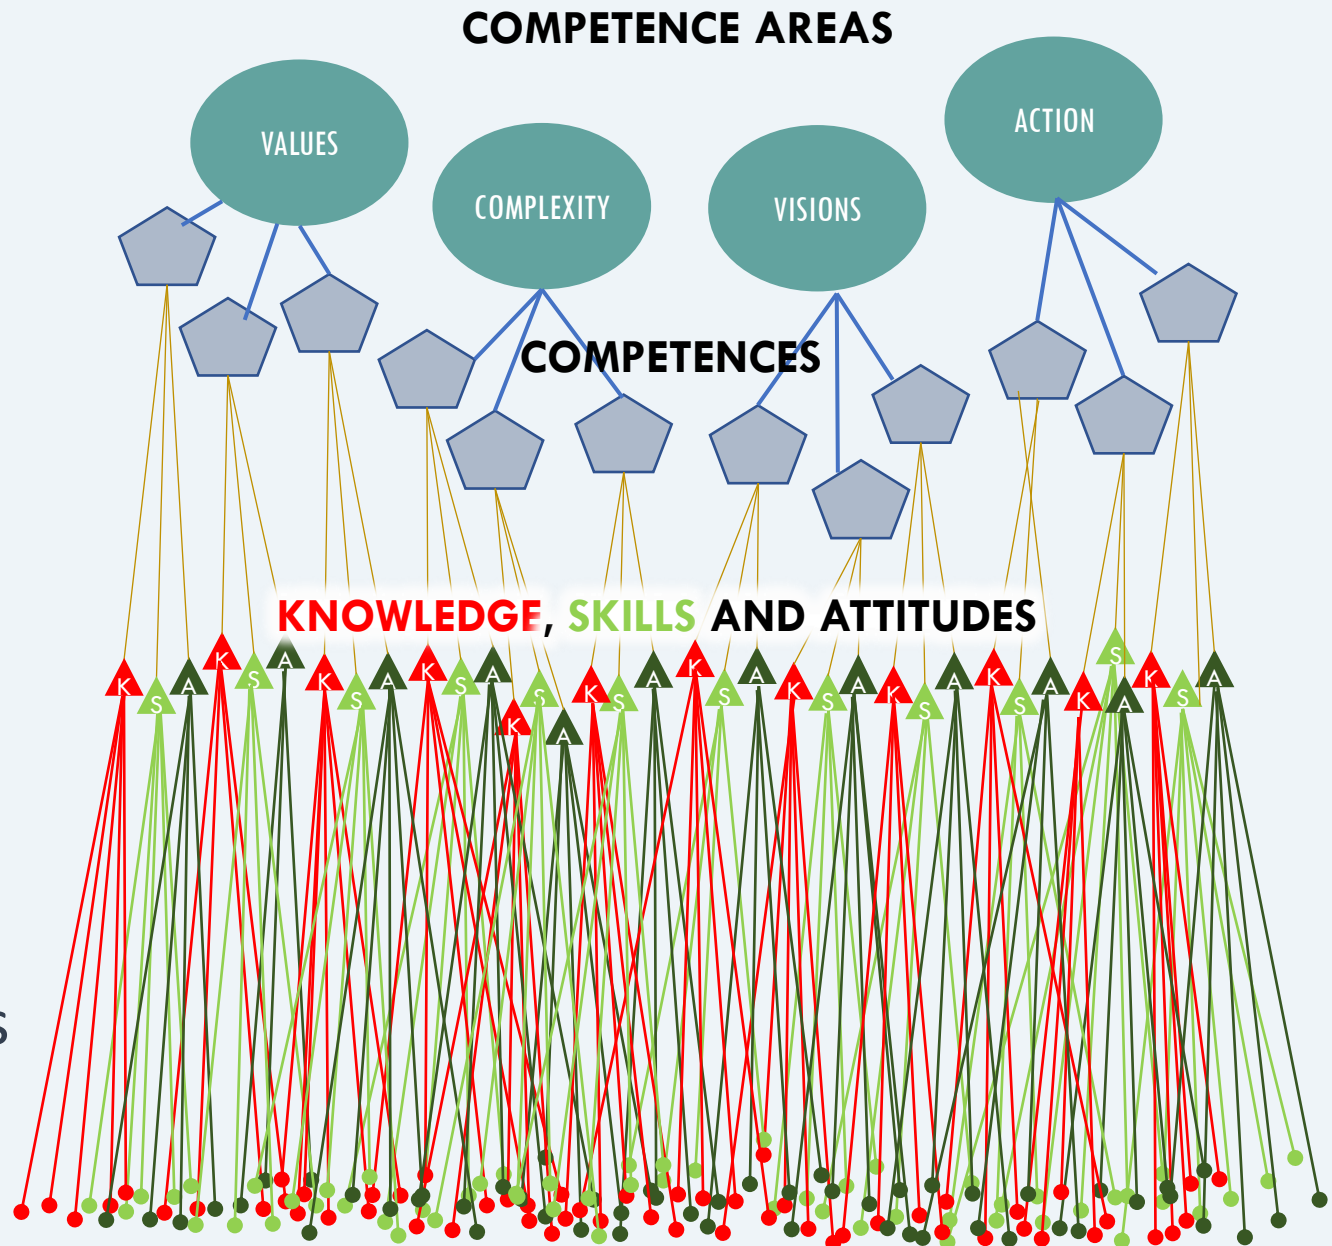 COMPETENCE AREAS
VALUES
COMPLEXITY
VISIONS
ACTION
COMPETENCES
KNOWLEDGE, SKILLS AND ATTITUDES
K S A K S A K S A K S A K S A K S A K S A K S A K S A K S A K S A K S A
S